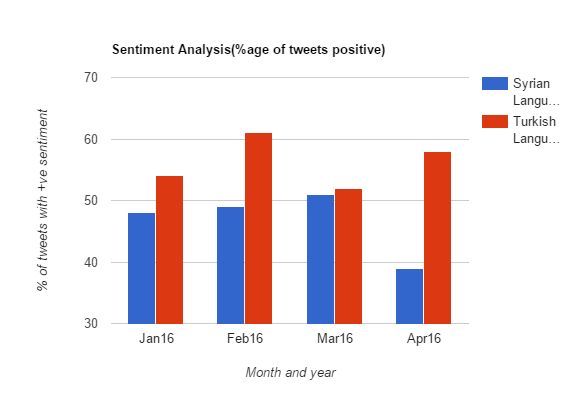 Sentiment Analysis(%age of tweets positive)
70
60
50
40
30
% of tweets with +ve sentiment
Jan16
Feb16
Mar16
Apr16
Month and year
Syrian
Langu…
Turkish
Langu…